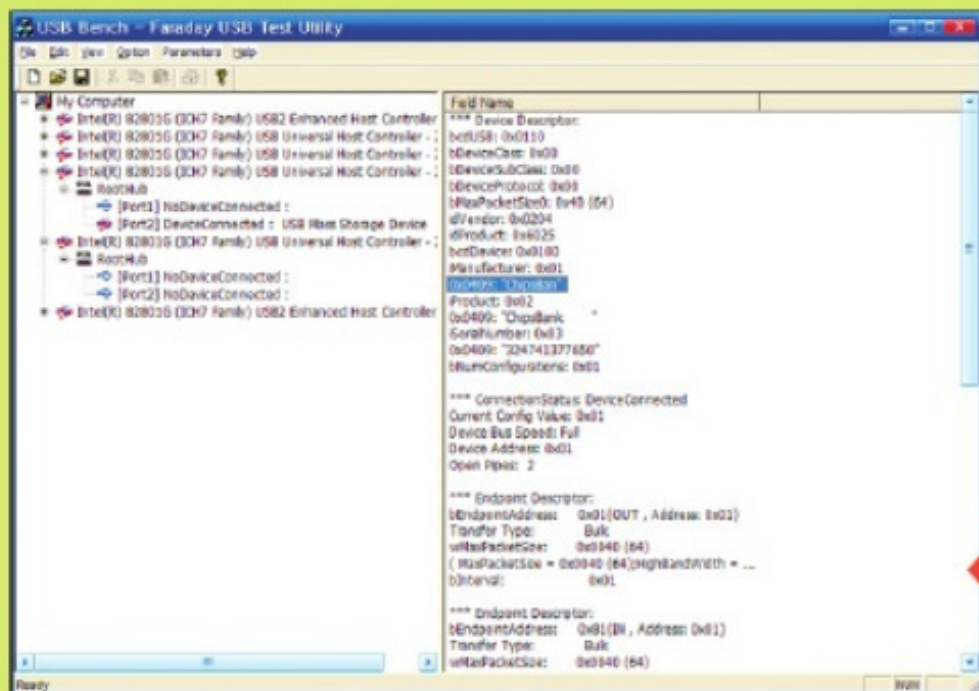 USB Bench - Faraday USB Test Utility
File Edit View Option Parameters Help
My Computer
Intel(R) 82801G (ICH7 Family) USB2 Enhanced Host Controller
Intel(R) 82801G (ICH7 Family) USB Universal Host Controller -
Intel(R) 82801G (ICH7 Family) USB Universal Host Controller -
Intel(R) 82801G (ICH7 Family) USB Universal Host Controller -
RootHub
[Port1] NoDeviceConnected :
[Port2] DeviceConnected : USB Mass Storage Device
Intel(R) 82801G (ICH7 Family) USB Universal Host Controller -
RootHub
[Port1] NoDeviceConnected :
[Port2] NoDeviceConnected :
Intel(R) 82801G (ICH7 Family) USB2 Enhanced Host Controller
Ready
Field Name
*** Device Descriptor:
bcdUSB: 0x0110
bDeviceClass: 0x00
bDeviceSubClass: 0x00
bDeviceProtocol: 0x00
bMaxPacketSize0: 0x40 (64)
idVendor: 0x0204
idProduct: 0x6025
bcdDevice: 0x0100
iManufacturer: 0x01
0x0409: "ChipsBan"
iProduct: 0x02
0x0409: "ChipsBank "
iSerialNumber: 0x03
0x0409: "324741377650"
bNumConfigurations: 0x01
*** ConnectionStatus: DeviceConnected
Current Config Value: 0x01
Device Bus Speed: Full
Device Address: 0x01
Open Pipes: 2
*** Endpoint Descriptor:
bEndpointAddress: 0x01(OUT , Address: 0x01)
Transfer Type: Bulk
wMaxPacketSize: 0x0040 (64)
( MaxPacketSize = 0x0040 (64);HighBandWidth = ...
bInterval: 0x01
*** Endpoint Descriptor:
bEndpointAddress: 0x81(IN , Address: 0x01)
Transfer Type: Bulk
wMaxPacketSize: 0x0040 (64)
NUM